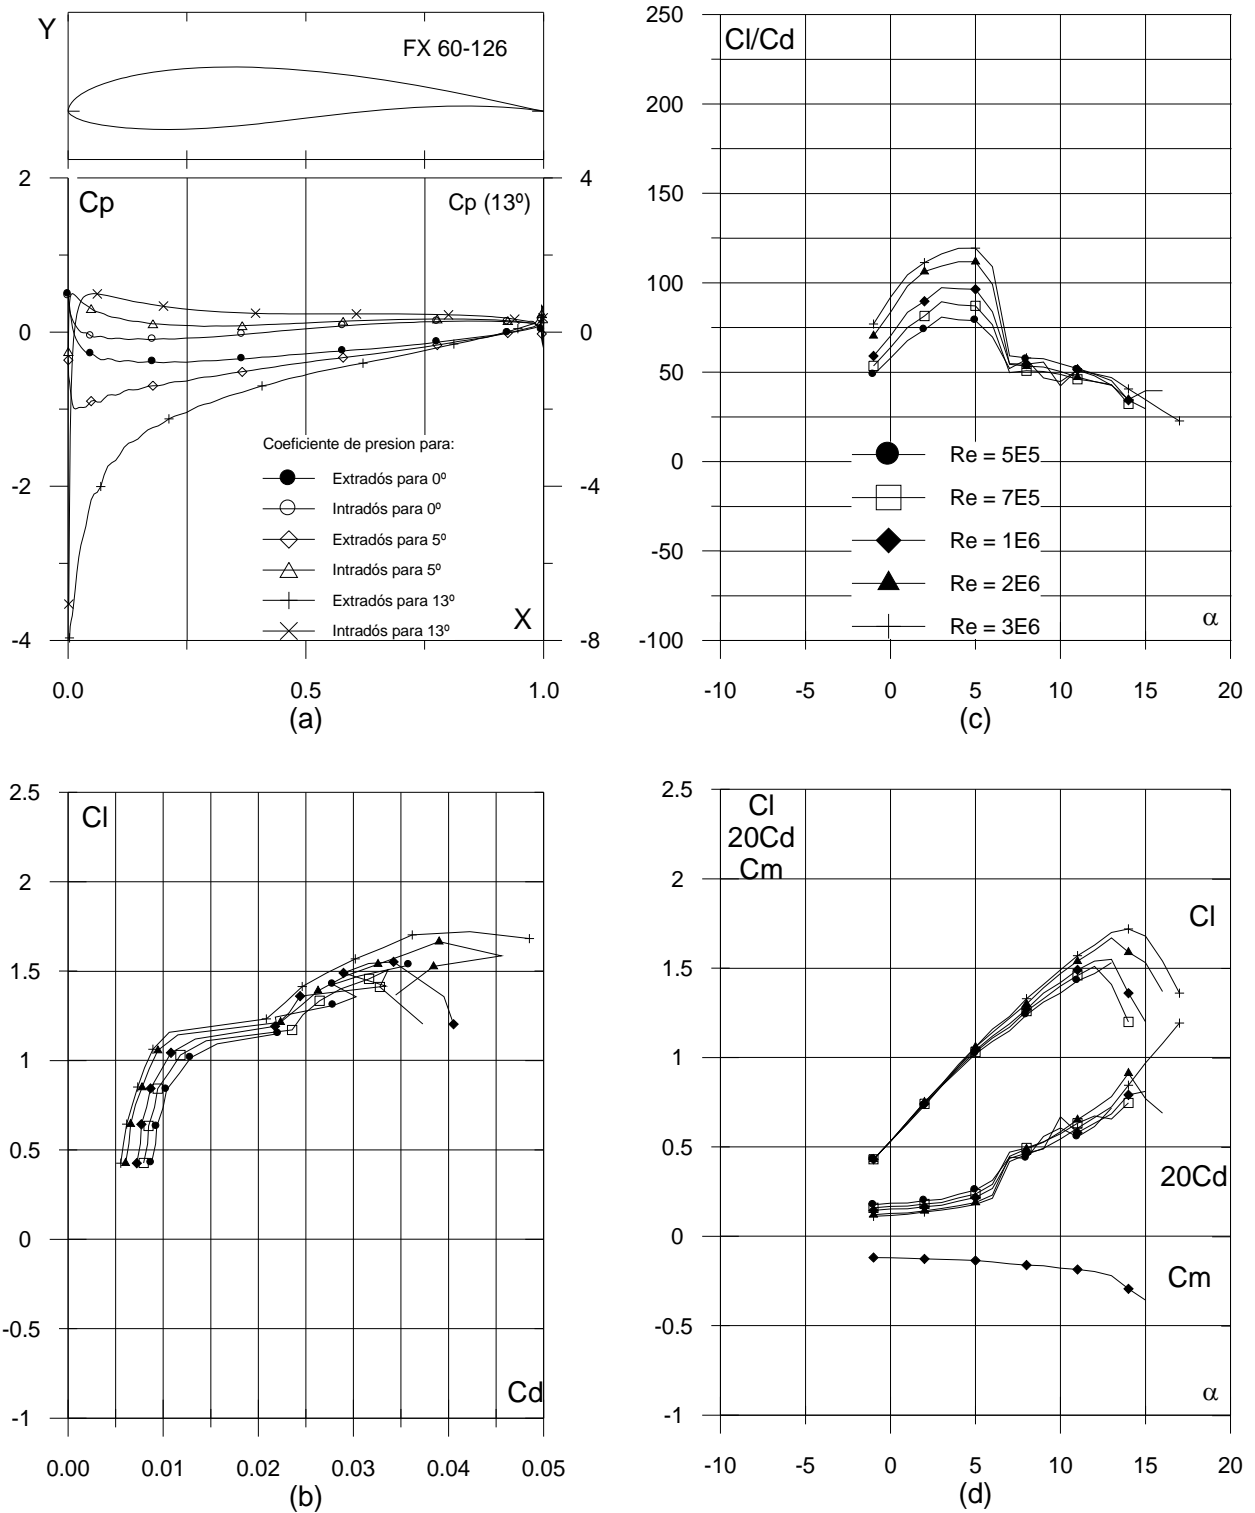 Y
FX 60-126
2
4
Cp
Cp (13º)
0
0
Coeficiente de presion para:
Extradós para 0º
-2
-4
Intradós para 0º
Extradós para 5º
Intradós para 5º
Extradós para 13º
X
Intradós para 13º
-4
-8
0.0
0.5
1.0
(a)
250
Cl/Cd
200
150
100
50
0
Re = 5E5
Re = 7E5
-50
Re = 1E6
Re = 2E6
α
Re = 3E6
-100
-10
-5
0
5
10
15
20
(c)
2.5
Cl
2
1.5
1
0.5
0
-0.5
Cd
-1
0.00
0.01
0.02
0.03
0.04
0.05
(b)
2.5
Cl
20Cd
Cm
2
Cl
1.5
1
0.5
20Cd
0
Cm
-0.5
α
-1
-10
-5
0
5
10
15
20
(d)